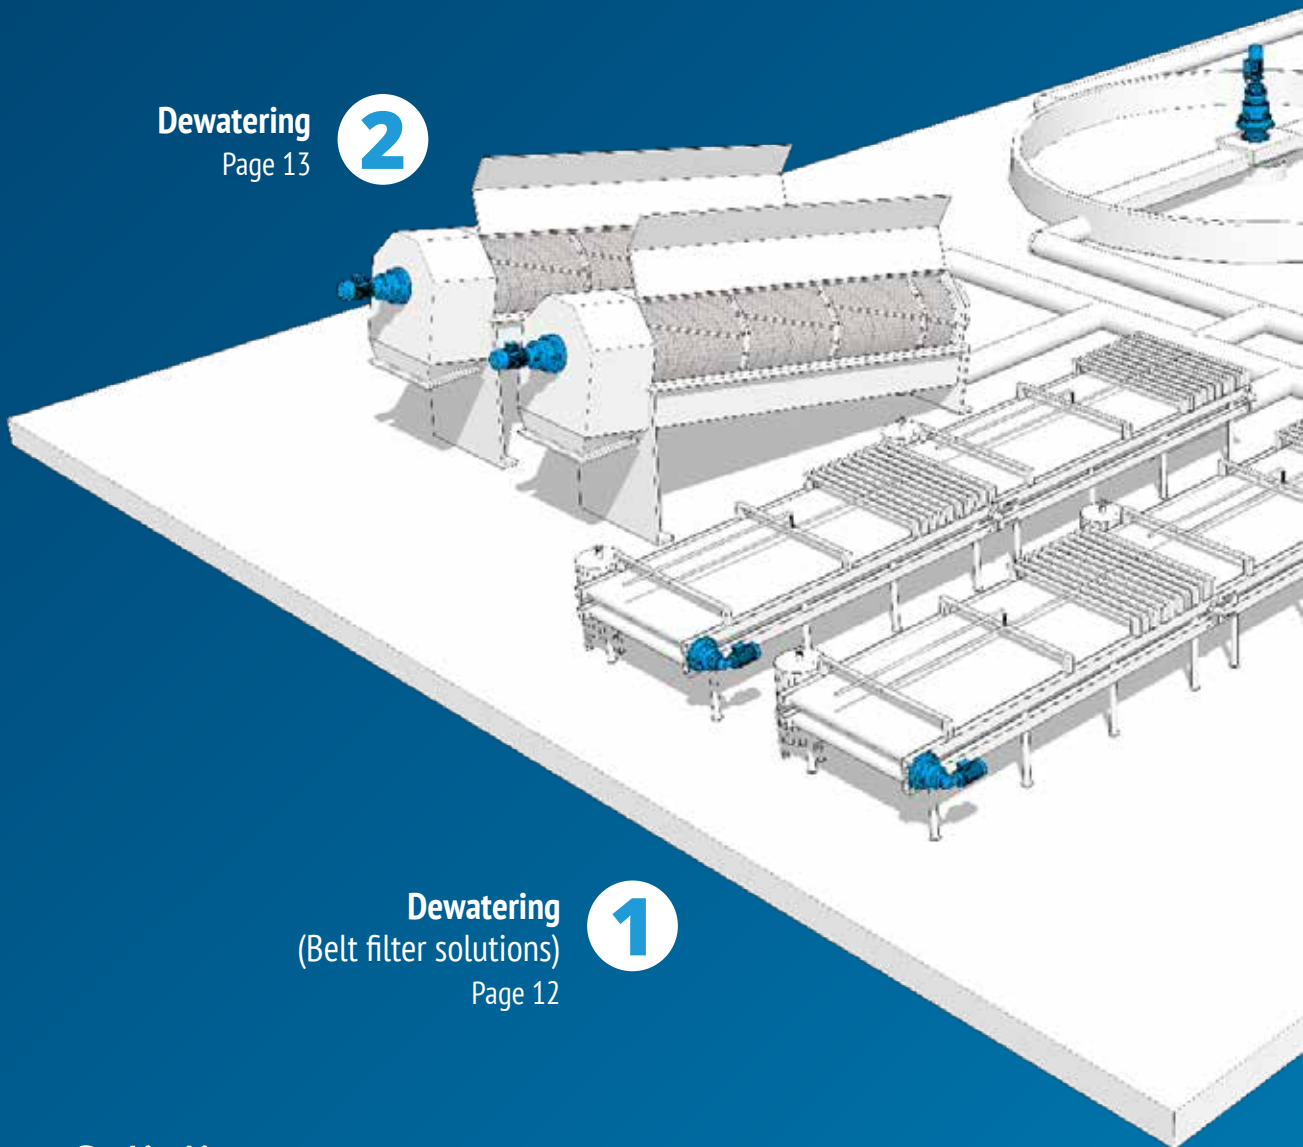 Dewatering
Page 13
2
Dewatering
(Belt filter solutions)
Page 12
1